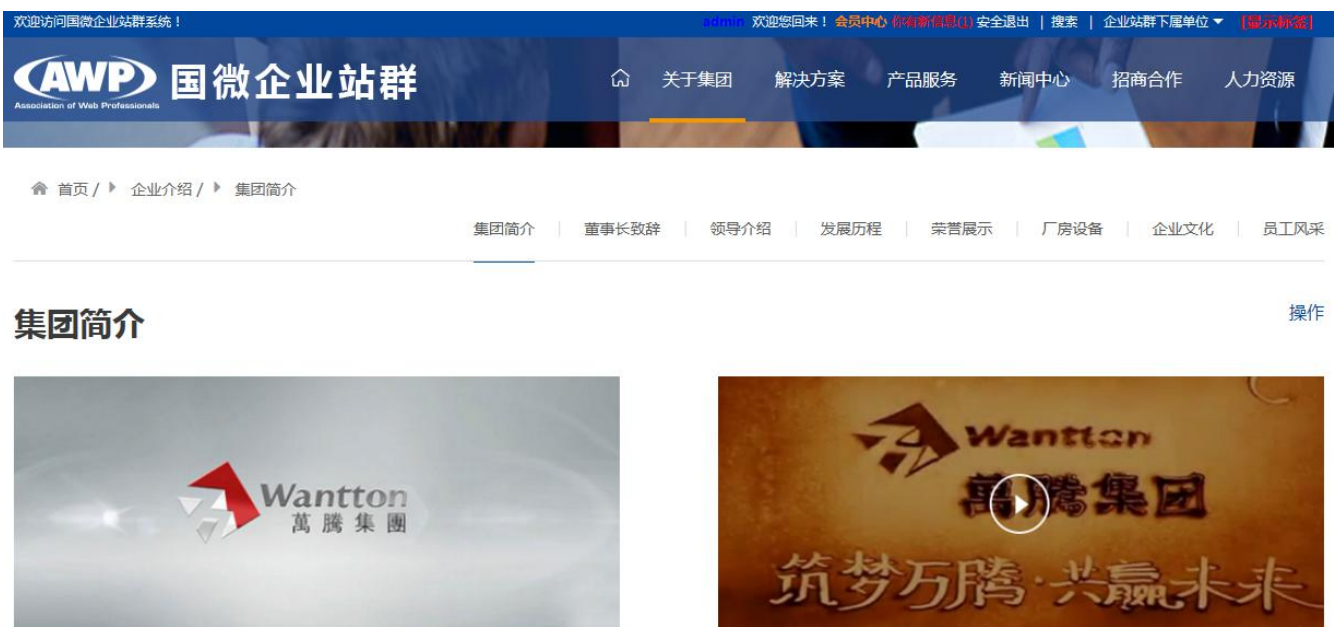 欢迎访问国微企业站群系统！ admin 欢迎您回来！ 会员中心 你有新信息(1) 安全退出 | 搜索 | 企业站群下属单位 [显示标签]
AWP 国微企业站群 关于集团 解决方案 产品服务 新闻中心 招商合作 人力资源
Association of Web Professionals
首页 / 企业介绍 / 集团简介
集团简介 董事长致辞 领导介绍 发展历程 荣誉展示 厂房设备 企业文化 员工风采
集团简介 操作
Wantton
萬騰集團
Wantton
萬騰集团
筑梦万腾·共赢未来